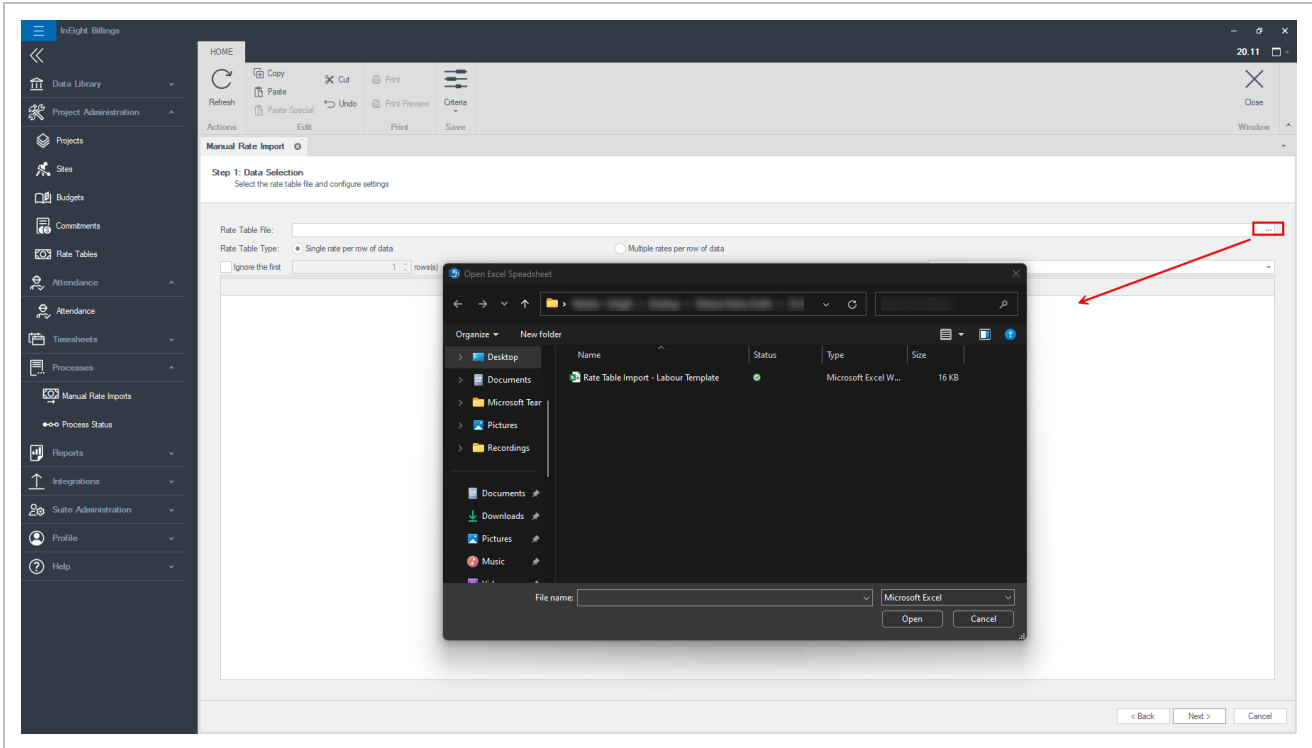 InEight Billings
HOME
20.11
Data Library
Project Administration
Projects
Sites
Budgets
Commitments
Rate Tables
Attendance
Attendance
Timesheets
Processes
Manual Rate Imports
Process Status
Reports
Integrations
Suite Administration
Profile
Help
Refresh
Copy
Paste
Paste Special
Cut
Undo
Print
Print Preview
Criteria
Close
Actions
Edit
Print
Save
Window
Manual Rate Import
Step 1: Data Selection
Select the rate table file and configure settings
Rate Table File:
...
Rate Table Type:
Single rate per row of data
Multiple rates per row of data
Ignore the first
1
rows(s)
Open Excel Speadsheet
Organize
New folder
Desktop
Documents
Microsoft Tear
Pictures
Recordings
Documents
Downloads
Pictures
Music
Name
Status
Type
Size
Rate Table Import - Labour Template
Microsoft Excel W...
16 KB
File name:
Microsoft Excel
Open
Cancel
< Back
Next >
Cancel